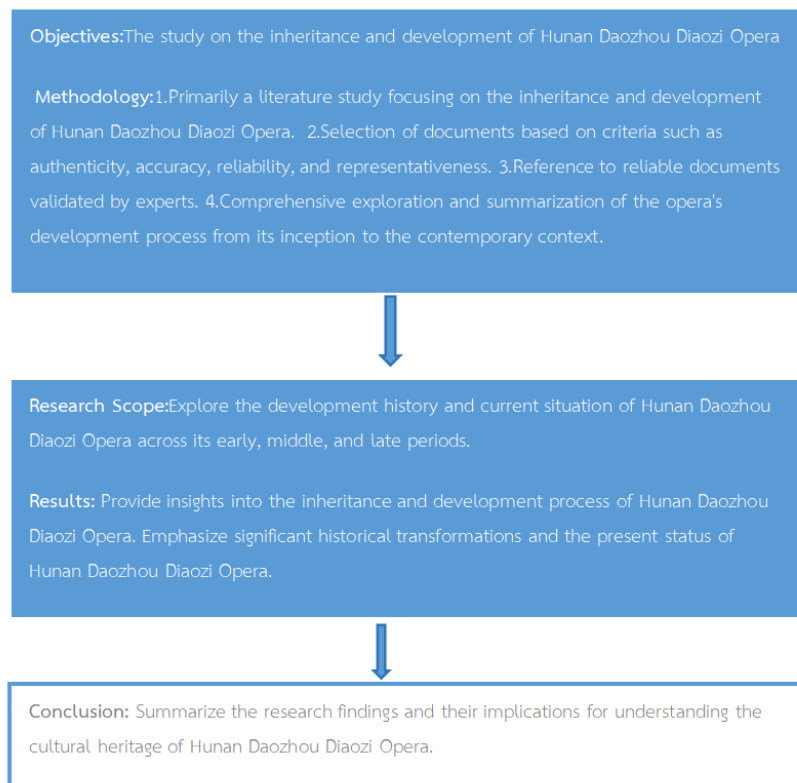 Objectives:The study on the inheritance and development of Hunan Daozhou Diaozi Opera
Methodology:1.Primarily a literature study focusing on the inheritance and development
of Hunan Daozhou Diaozi Opera. 2.Selection of documents based on criteria such as
authenticity, accuracy, reliability, and representativeness. 3.Reference to reliable documents
validated by experts. 4.Comprehensive exploration and summarization of the opera's
development process from its inception to the contemporary context.
Research Scope:Explore the development history and current situation of Hunan Daozhou
Diaozi Opera across its early, middle, and late periods.
Results: Provide insights into the inheritance and development process of Hunan Daozhou
Diaozi Opera. Emphasize significant historical transformations and the present status of
Hunan Daozhou Diaozi Opera.
Conclusion: Summarize the research findings and their implications for understanding the
cultural heritage of Hunan Daozhou Diaozi Opera.